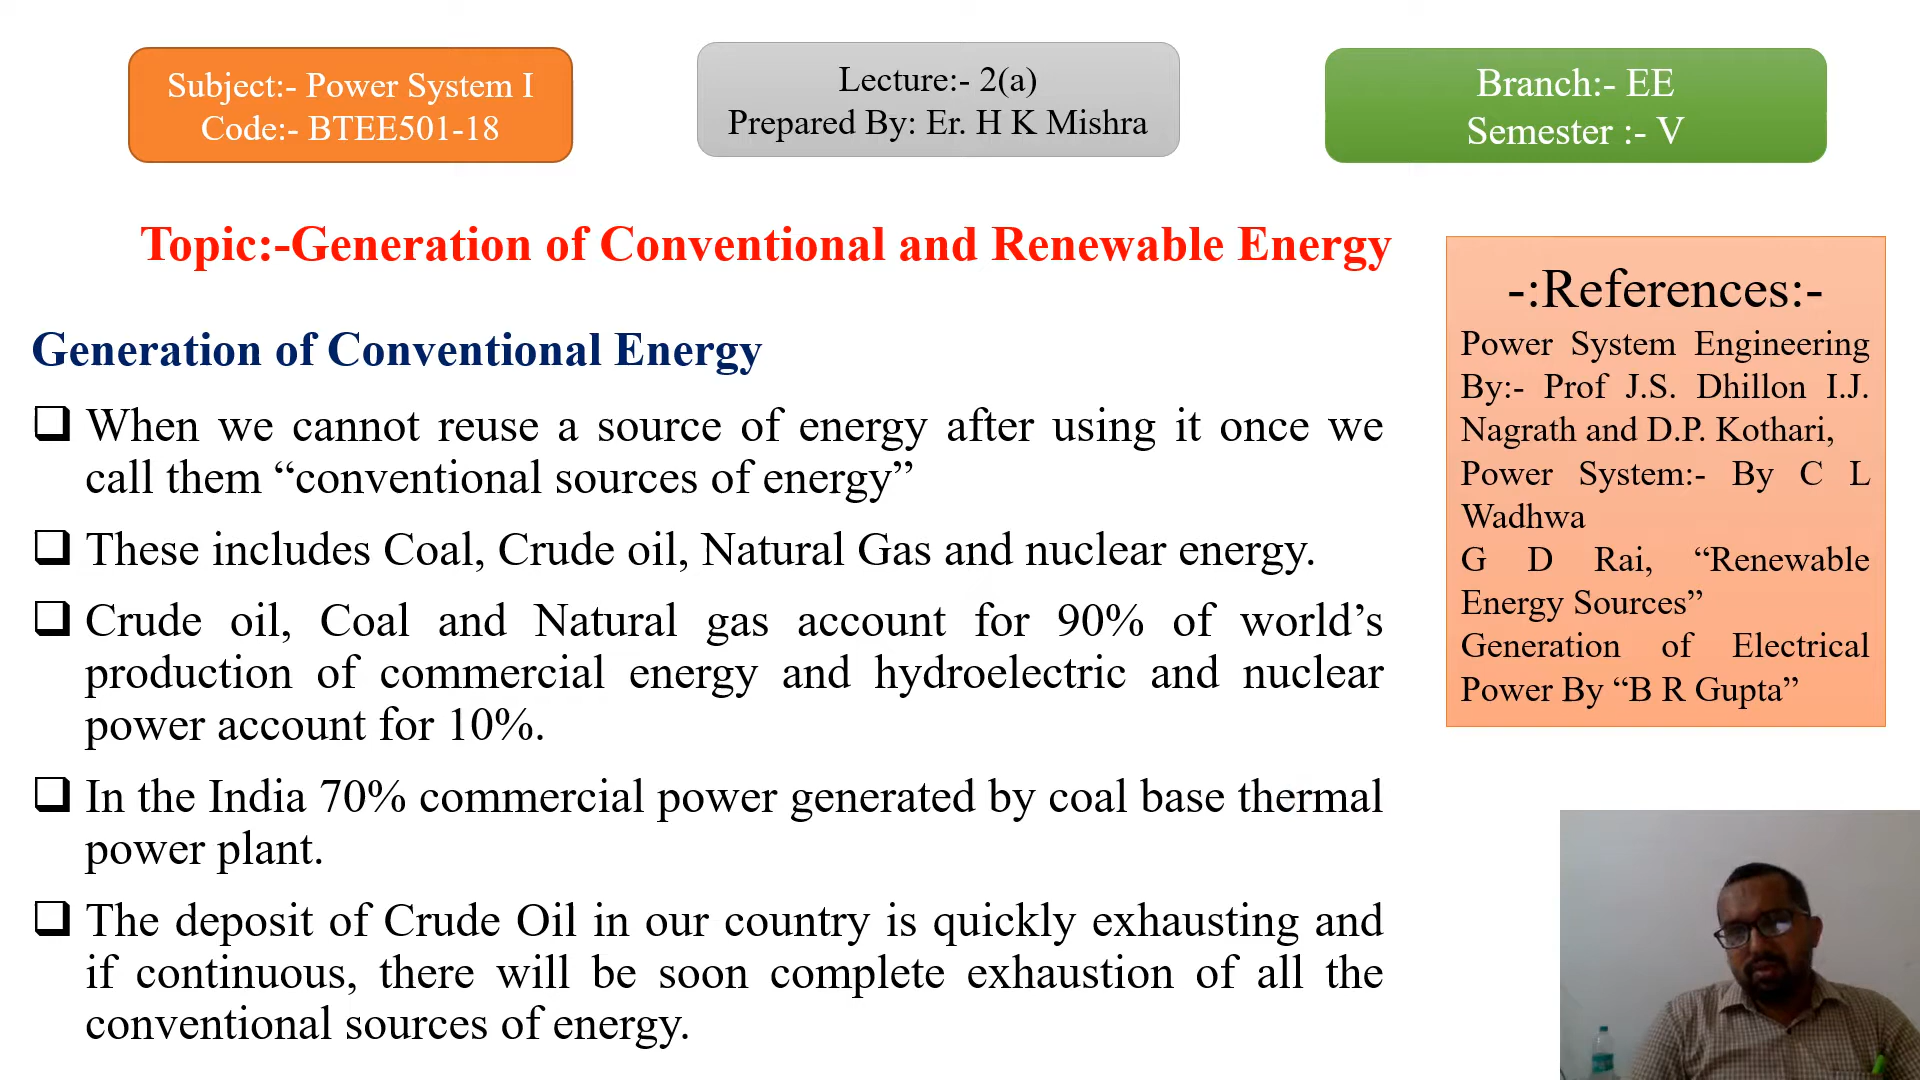 Subject:- Power System I
Code:- BTEE501-18
Lecture:- 2(a)
Prepared By: Er. H K Mishra
Branch:- EE
Semester :- V
Topic:-Generation of Conventional and Renewable Energy
Generation of Conventional Energy
When we cannot reuse a source of energy after using it once we
call them “conventional sources of energy”
These includes Coal, Crude oil, Natural Gas and nuclear energy.
Crude oil, Coal and Natural gas account for 90% of world’s
production of commercial energy and hydroelectric and nuclear
power account for 10%.
In the India 70% commercial power generated by coal base thermal
power plant.
The deposit of Crude Oil in our country is quickly exhausting and
if continuous, there will be soon complete exhaustion of all the
conventional sources of energy.
-:References:-
Power System Engineering
By:- Prof J.S. Dhillon I.J.
Nagrath and D.P. Kothari,
Power System:- By C L
Wadhwa
G D Rai, “Renewable
Energy Sources”
Generation of Electrical
Power By “B R Gupta”